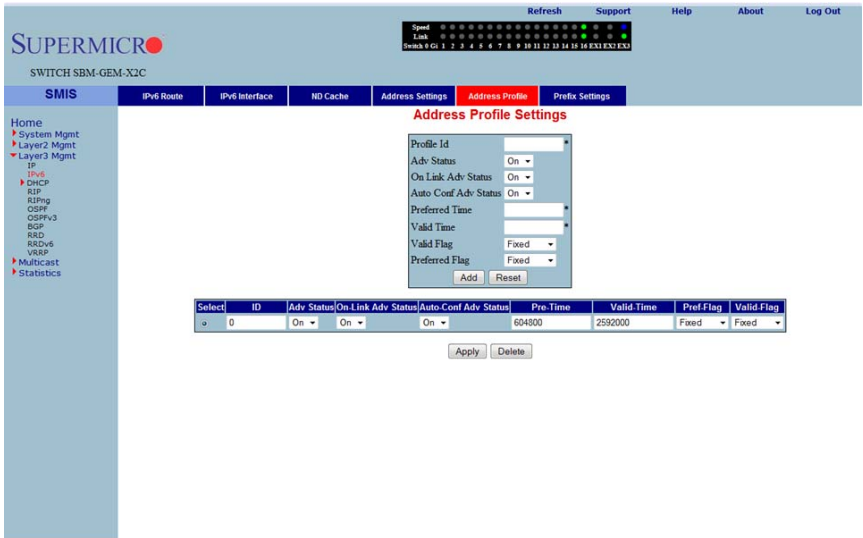 Refresh Support Help About Log Out
Speed
Link
Switch 0 Gi 1 2 3 4 5 6 7 8 9 10 11 12 13 14 15 16 EX1 EX2 EX3
SUPERMICRO
SWITCH SBM-GEM-X2C
SMIS
IPv6 Route IPv6 Interface ND Cache Address Settings Address Profile Prefix Settings
Home
System Mgmt
Layer2 Mgmt
Layer3 Mgmt
IP
IPv6
DHCP
RIP
RIPng
OSPF
OSPFv3
BGP
RRD
RRDv6
VRRP
Multicast
Statistics
Address Profile Settings
Profile Id *
Adv Status On
On Link Adv Status On
Auto Conf Adv Status On
Preferred Time *
Valid Time *
Valid Flag Fixed
Preferred Flag Fixed
Add Reset
Select ID Adv Status On-Link Adv Status Auto-Conf Adv Status Pre-Time Valid-Time Pref-Flag Valid-Flag
0 On On On 604800 2592000 Fixed Fixed
Apply Delete